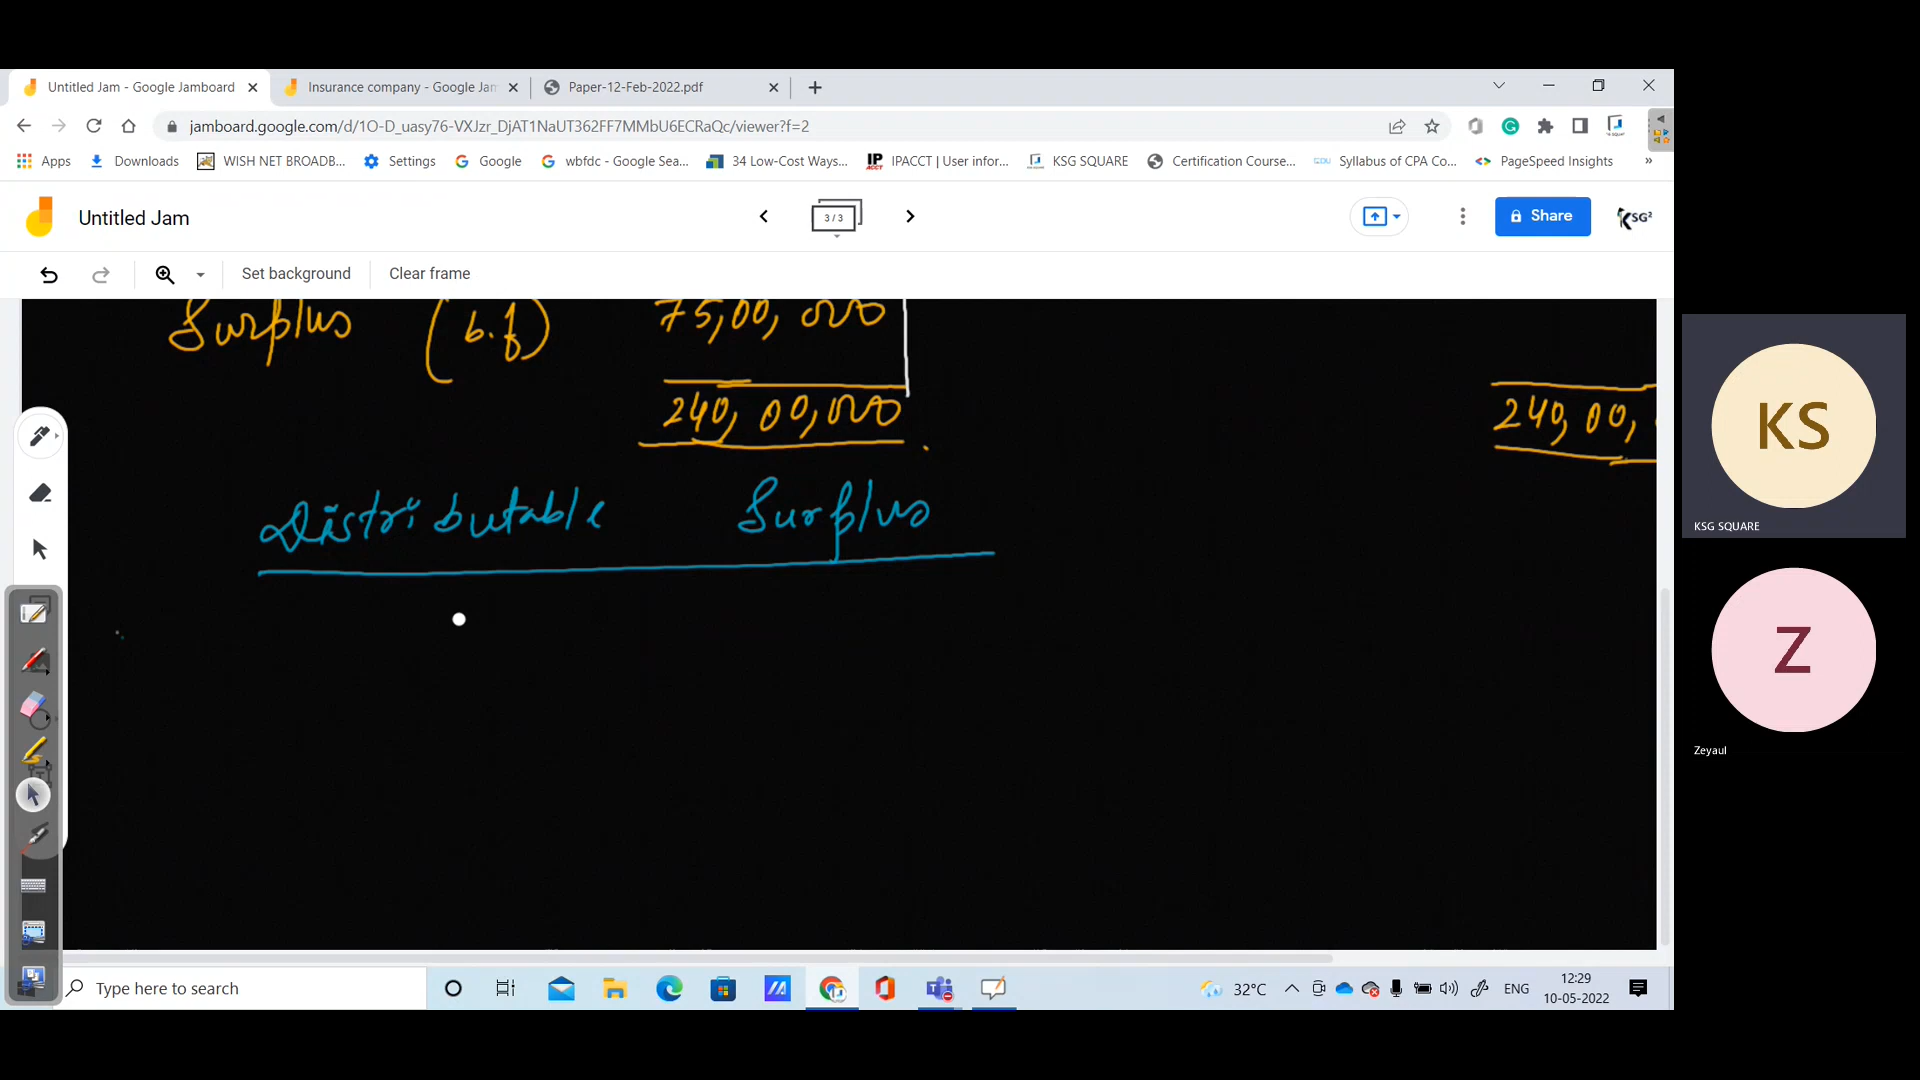 Untitled Jam - Google Jamboard
Insurance company - Google Jam
Paper-12-Feb-2022.pdf
jamboard.google.com/d/1O-D_uasy76-VXJzr_DjAT1NaUT362FF7MMbU6ECRaQc/viewer?f=2
Apps
Downloads
WISH NET BROADB...
Settings
Google
wbfdc - Google Sea...
34 Low-Cost Ways...
IPACCT | User infor...
KSG SQUARE
Certification Course...
Syllabus of CPA Co...
PageSpeed Insights
»
Untitled Jam
3 / 3
Share
KSG²
Set background
Clear frame
Surplus (b.f) 75,00,000
240,00,000
240,00,
Distributable Surplus
KS
KSG SQUARE
Z
Zeyaul
Type here to search
32°C
ENG
12:29
10-05-2022